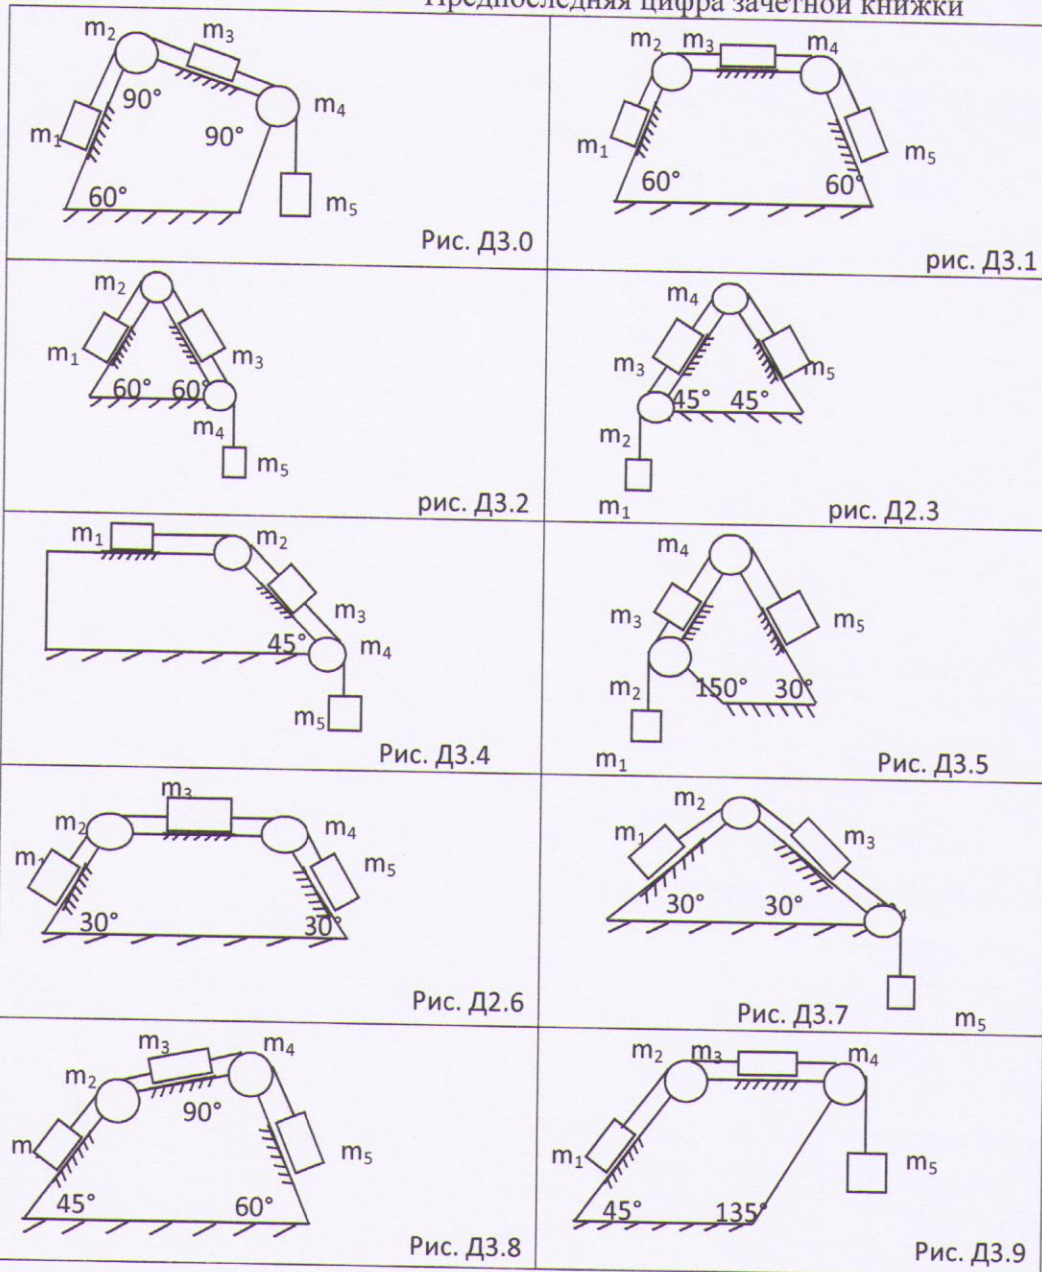 Предпоследняя цифра зачетной книжки
m₂ m₃
90° m₄
m₁ 90°
60° m₅
Рис. Д3.0
m₂ m₃ m₄
m₁ m₅
60° 60°
рис. Д3.1
m₂
m₁ m₃
60° 60°
m₄
m₅
рис. Д3.2
m₄
m₃ m₅
45° 45°
m₂
m₁
рис. Д2.3
m₁ m₂
m₃
45° m₄
m₅
Рис. Д3.4
m₄
m₃ m₅
m₂ 150° 30°
m₁
Рис. Д3.5
m₃
m₂ m₄
m₁ m₅
30° 30°
Рис. Д2.6
m₂
m₁ m₃
30° 30°
Рис. Д3.7 m₅
m₃ m₄
m₂
90°
m m₅
45° 60°
Рис. Д3.8
m₂ m₃ m₄
m₁ m₅
45° 135°
Рис. Д3.9